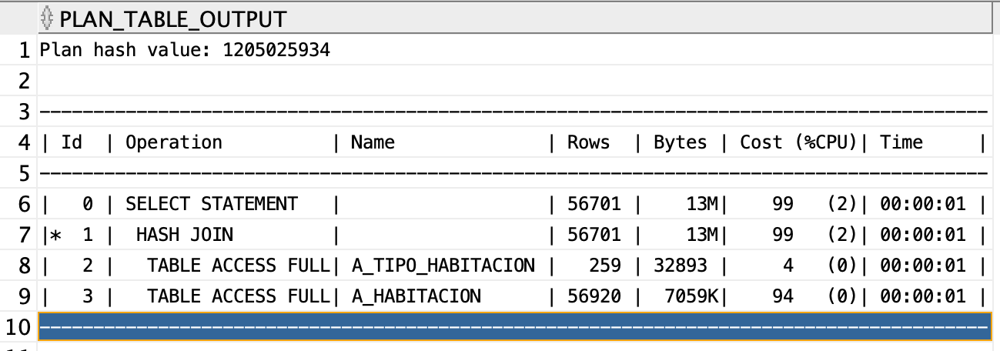 PLAN_TABLE_OUTPUT
1 Plan hash value: 1205025934
2
3 ----------------------------------------------------------------------------------------
4 | Id  | Operation          | Name              | Rows  | Bytes | Cost (%CPU)| Time     |
5 ----------------------------------------------------------------------------------------
6 |   0 | SELECT STATEMENT   |                   | 56701 |    13M|    99   (2)| 00:00:01 |
7 |*  1 |  HASH JOIN         |                   | 56701 |    13M|    99   (2)| 00:00:01 |
8 |   2 |   TABLE ACCESS FULL| A_TIPO_HABITACION |   259 | 32893 |     4   (0)| 00:00:01 |
9 |   3 |   TABLE ACCESS FULL| A_HABITACION      | 56920 |  7059K|    94   (0)| 00:00:01 |
10 ----------------------------------------------------------------------------------------